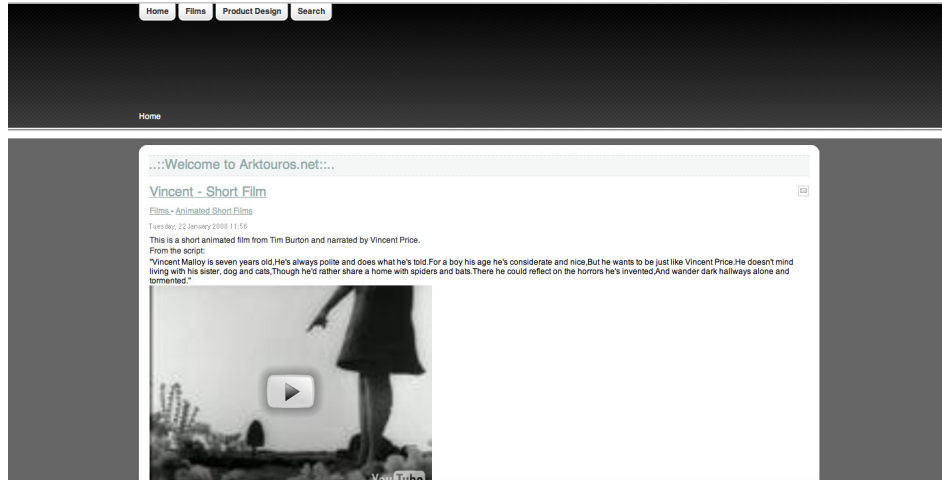 Home Films Product Design Search
Home
..::Welcome to Arktouros.net::..
Vincent - Short Film
Films - Animated Short Films
Tuesday, 22 January 2008 11:56
This is a short animated film from Tim Burton and narrated by Vincent Price.
From the script:
"Vincent Malloy is seven years old,He's always polite and does what he's told.For a boy his age he's considerate and nice,But he wants to be just like Vincent Price.He doesn't mind
living with his sister, dog and cats,Though he'd rather share a home with spiders and bats.There he could reflect on the horrors he's invented,And wander dark hallways alone and
tormented."
YouTube